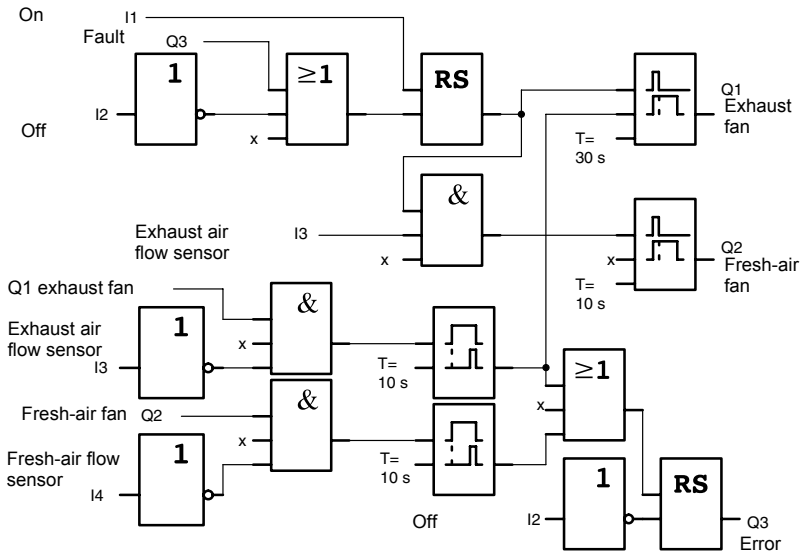 On
I1
Fault
Q3
1
≥1
RS
I2
x
Off
Q1
Exhaust
fan
T=
30 s
&
Exhaust air
flow sensor
I3
x
x
Q2
Fresh-air
fan
T=
10 s
Q1 exhaust fan
&
Exhaust air
flow sensor
1
x
I3
T=
10 s
≥1
x
Fresh-air fan
Q2
&
x
Fresh-air flow
sensor
1
I4
T=
10 s
Off
1
I2
RS
Q3
Error